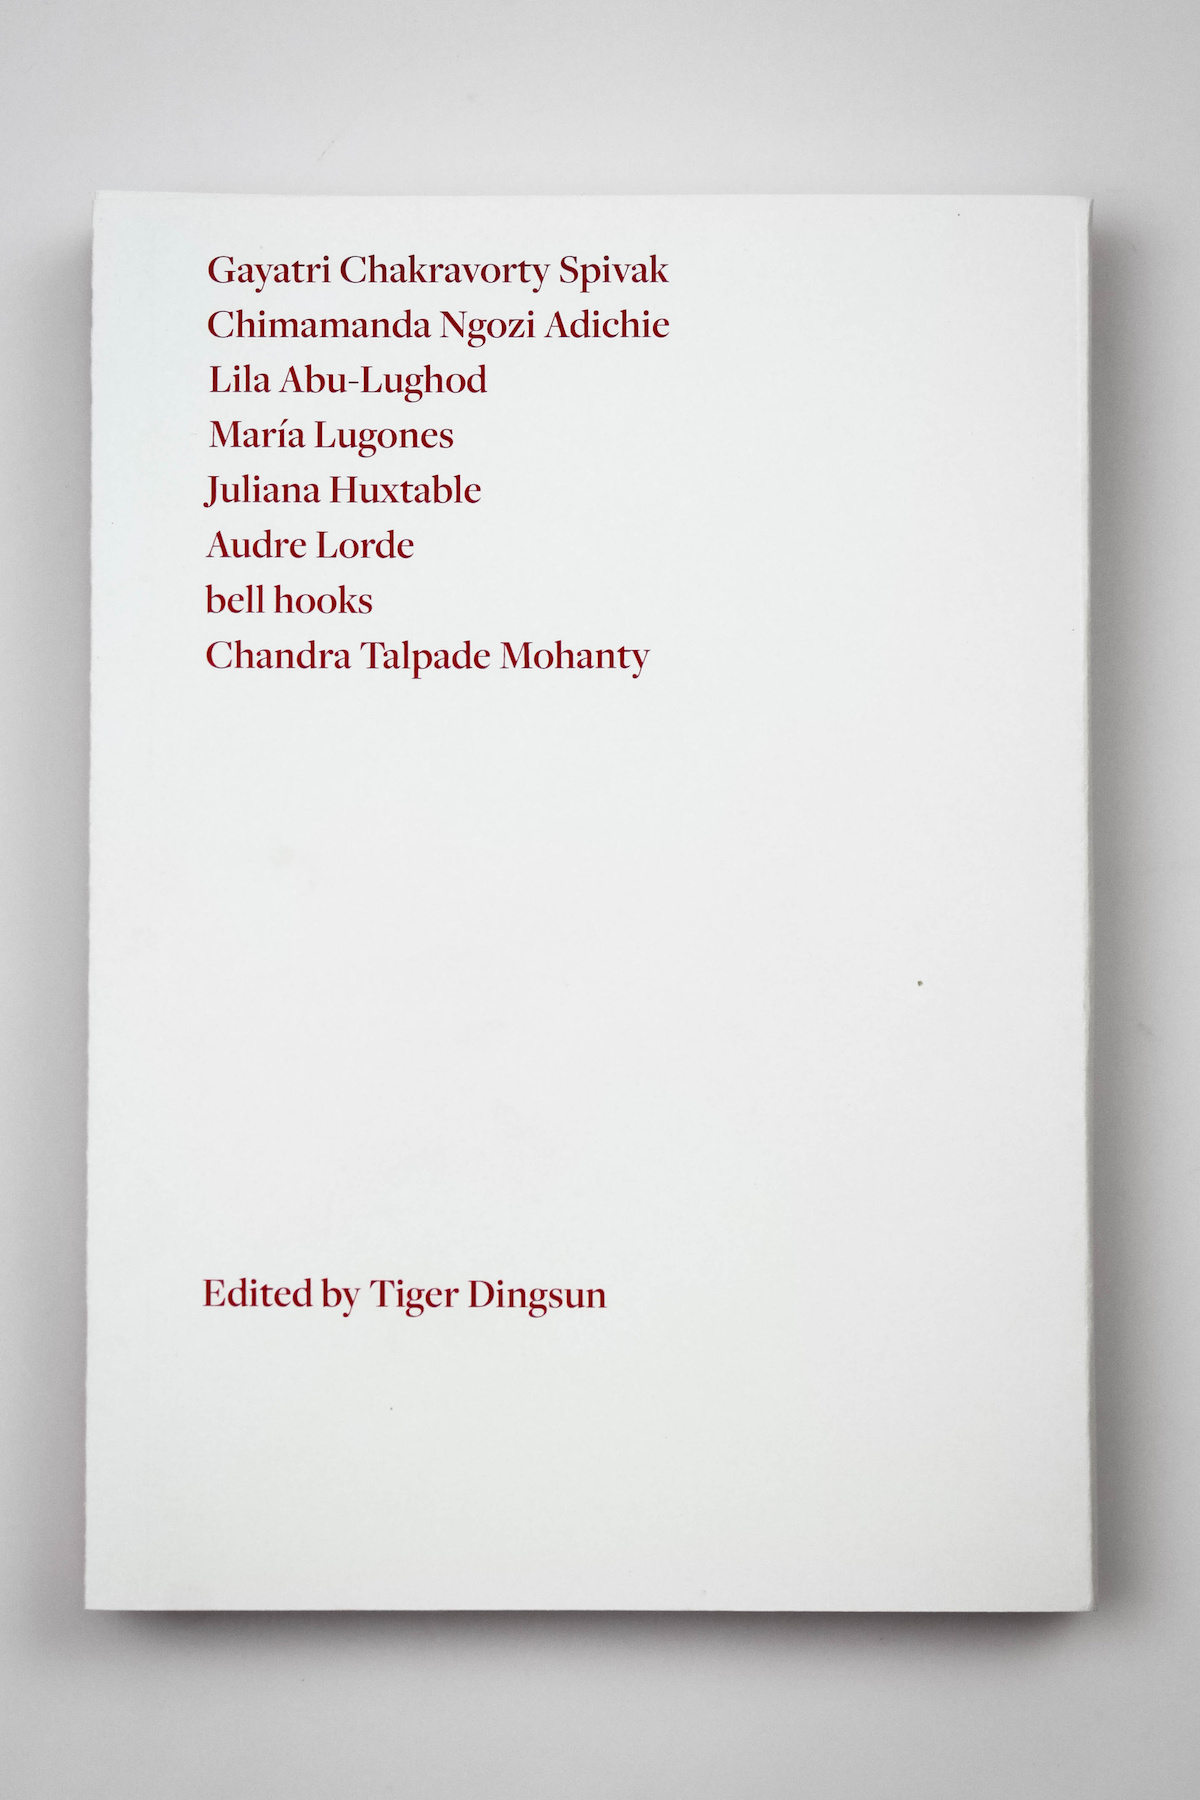 Gayatri Chakravorty Spivak
Chimamanda Ngozi Adichie
Lila Abu-Lughod
María Lugones
Juliana Huxtable
Audre Lorde
bell hooks
Chandra Talpade Mohanty
Edited by Tiger Dingsun